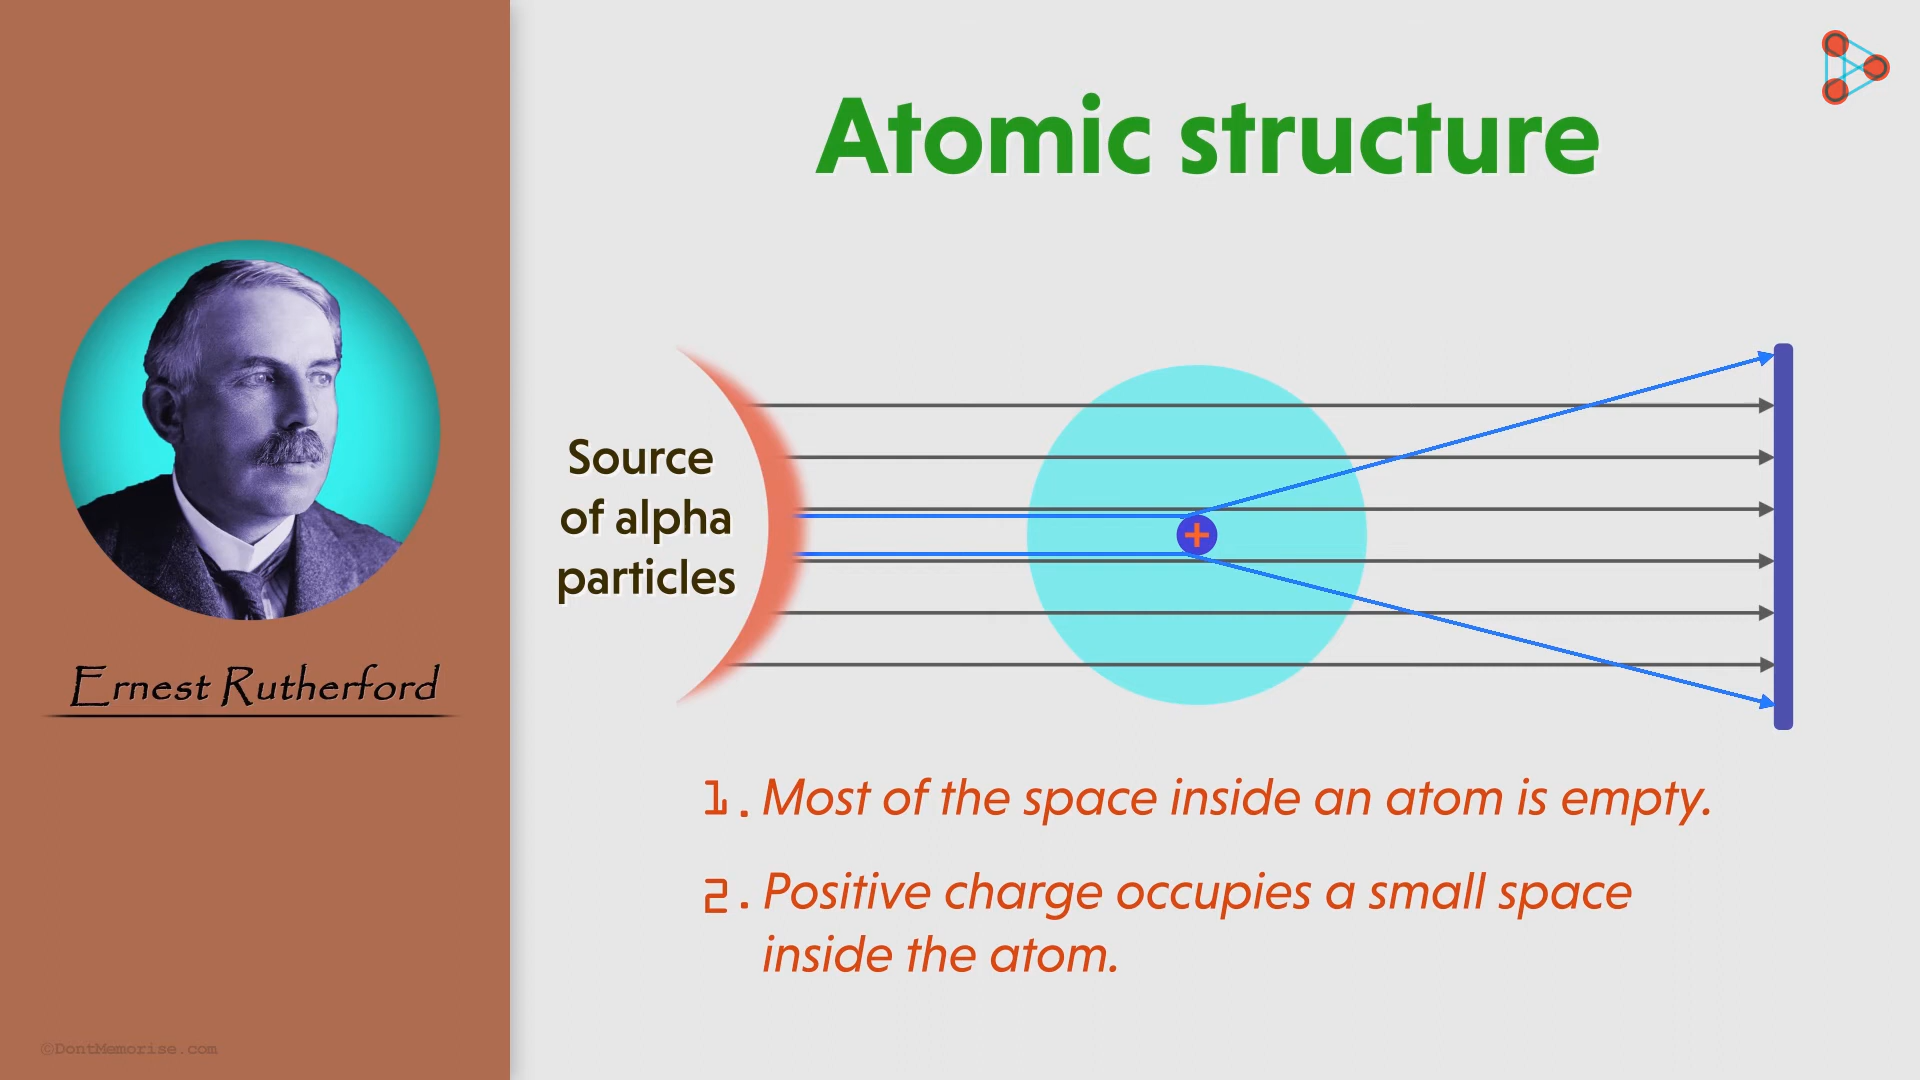 Atomic structure
Source
of alpha
particles
+
Ernest Rutherford
1. Most of the space inside an atom is empty.
2. Positive charge occupies a small space
inside the atom.
©DontMemorise.com